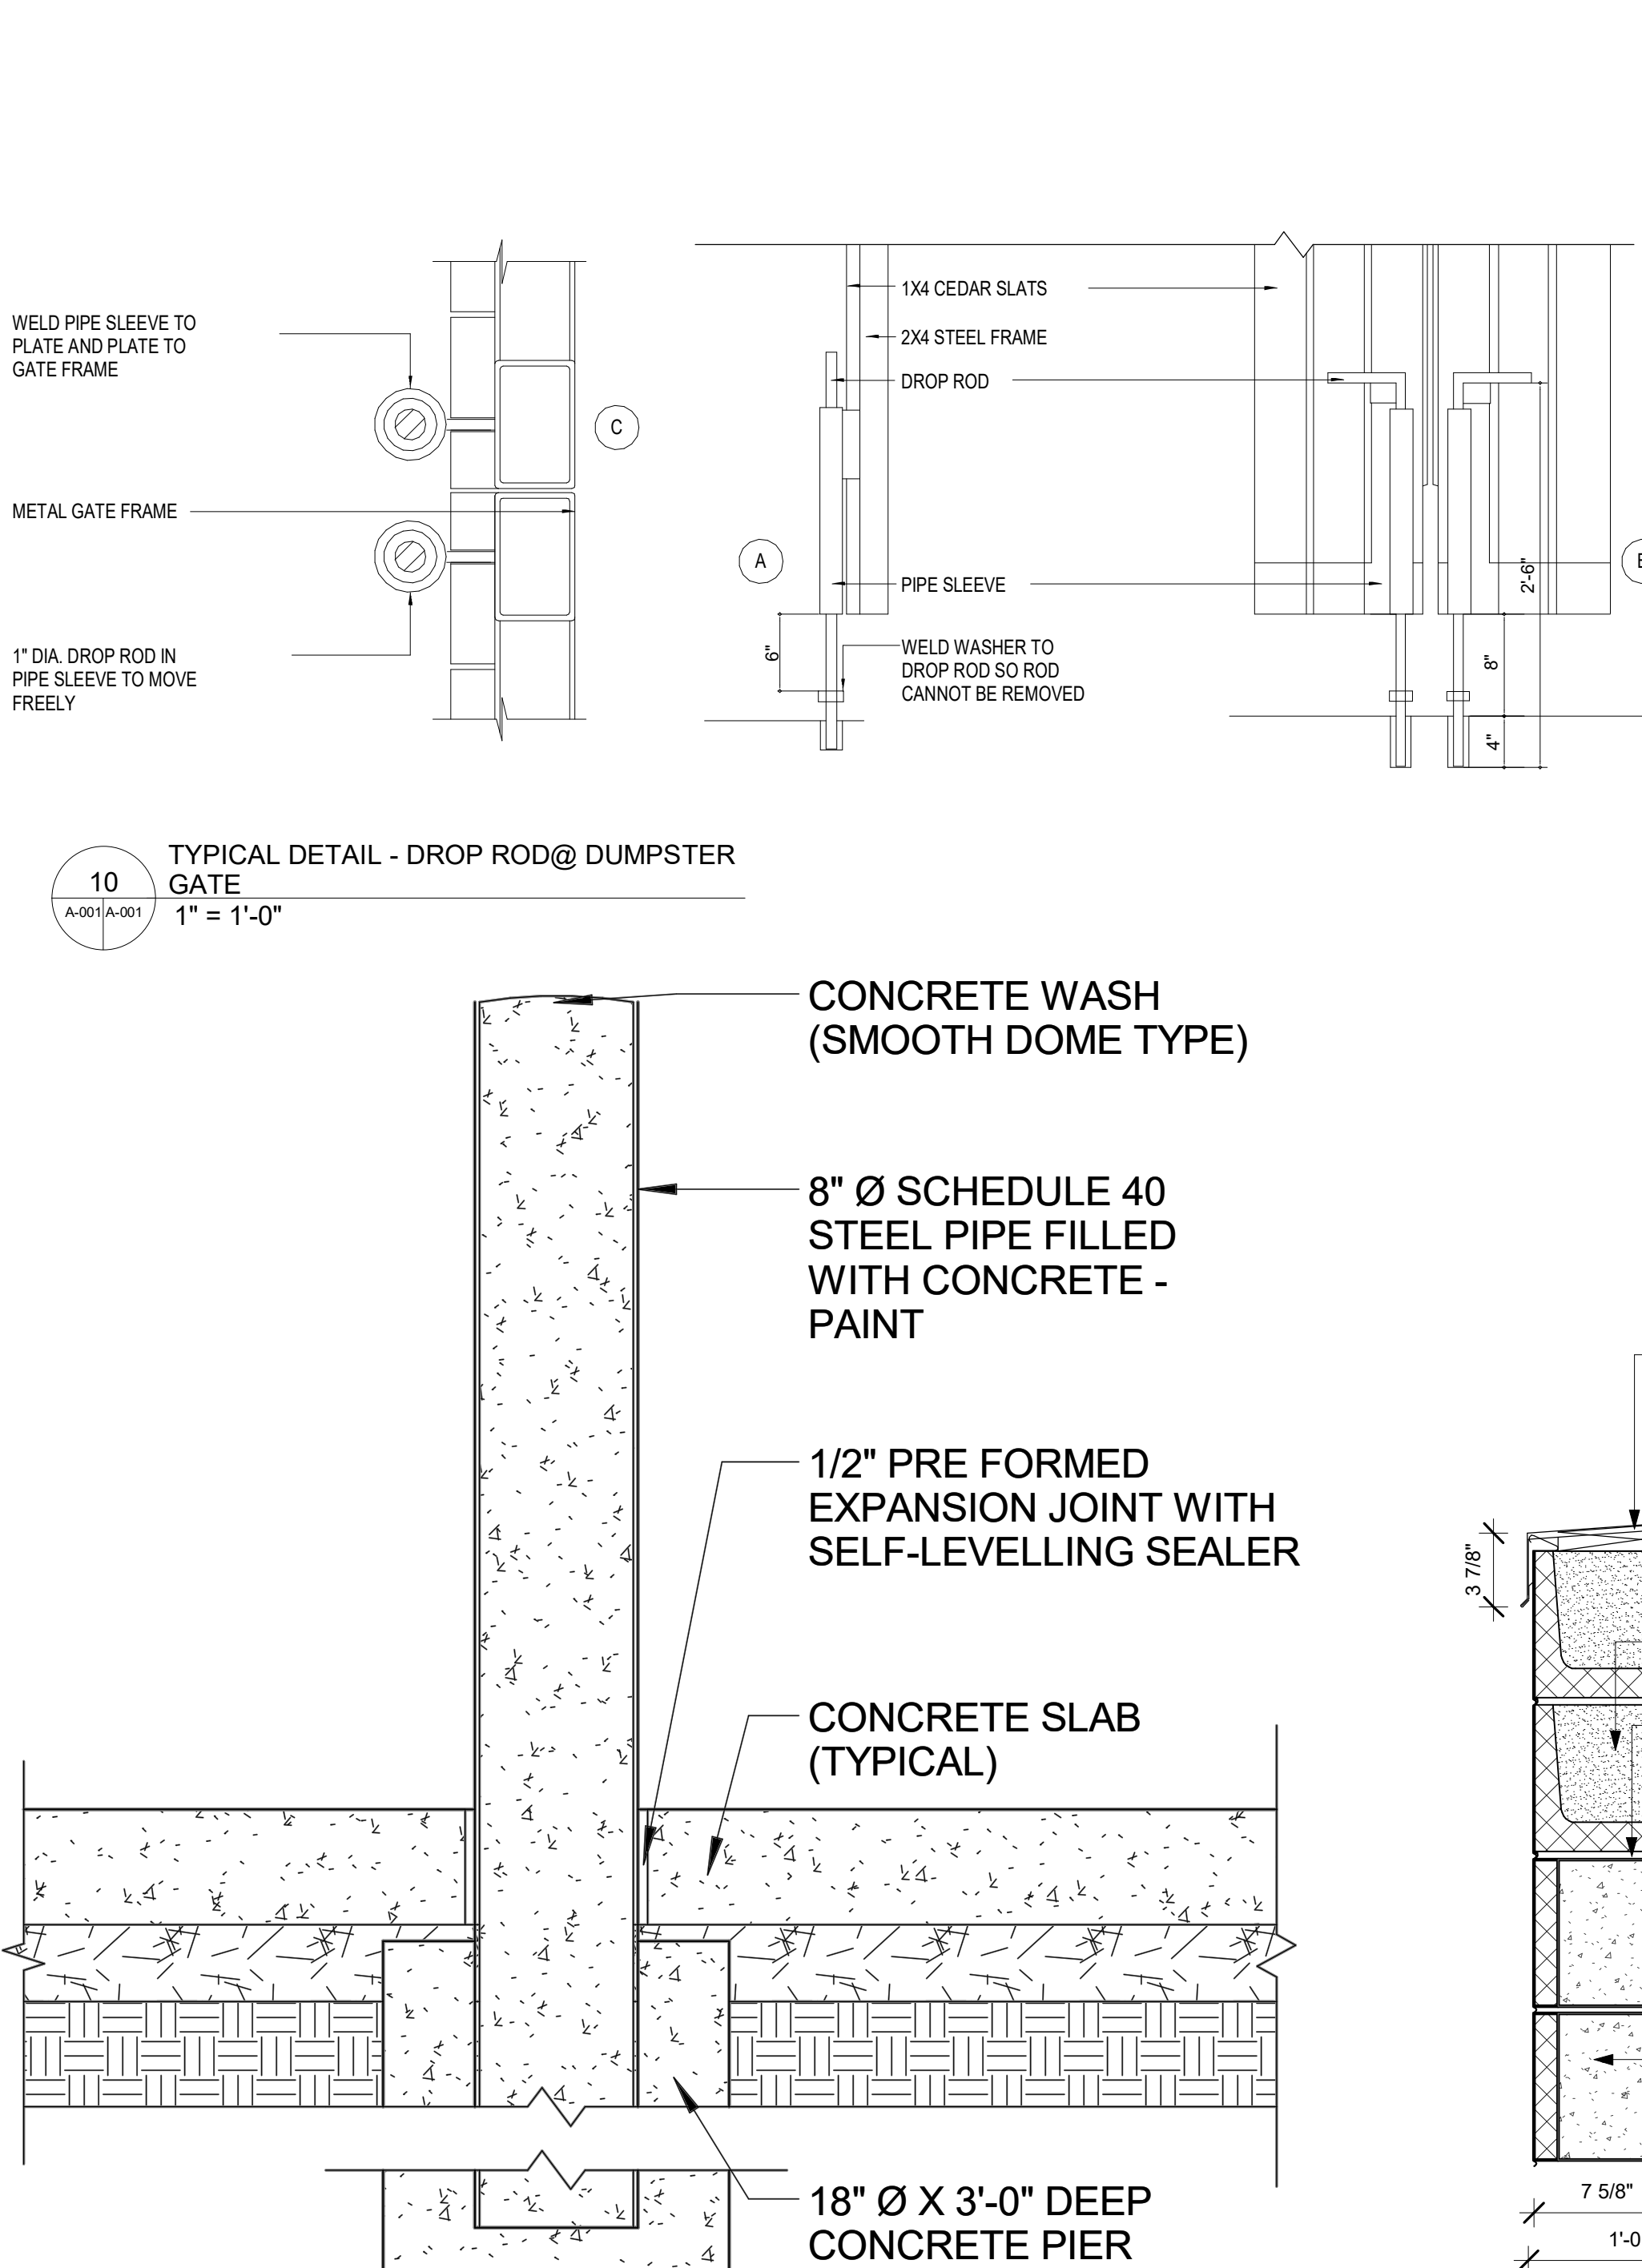 WELD PIPE SLEEVE TO
PLATE AND PLATE TO
GATE FRAME
C
METAL GATE FRAME
1" DIA. DROP ROD IN
PIPE SLEEVE TO MOVE
FREELY
1X4 CEDAR SLATS
2X4 STEEL FRAME
DROP ROD
A
PIPE SLEEVE
6"
WELD WASHER TO
DROP ROD SO ROD
CANNOT BE REMOVED
2'-6"
8"
4"
10
A-001 A-001
TYPICAL DETAIL - DROP ROD@ DUMPSTER
GATE
1" = 1'-0"
CONCRETE WASH
(SMOOTH DOME TYPE)
8" Ø SCHEDULE 40
STEEL PIPE FILLED
WITH CONCRETE -
PAINT
1/2" PRE FORMED
EXPANSION JOINT WITH
SELF-LEVELLING SEALER
CONCRETE SLAB
(TYPICAL)
18" Ø X 3'-0" DEEP
CONCRETE PIER
3 7/8"
7 5/8"
1'-0